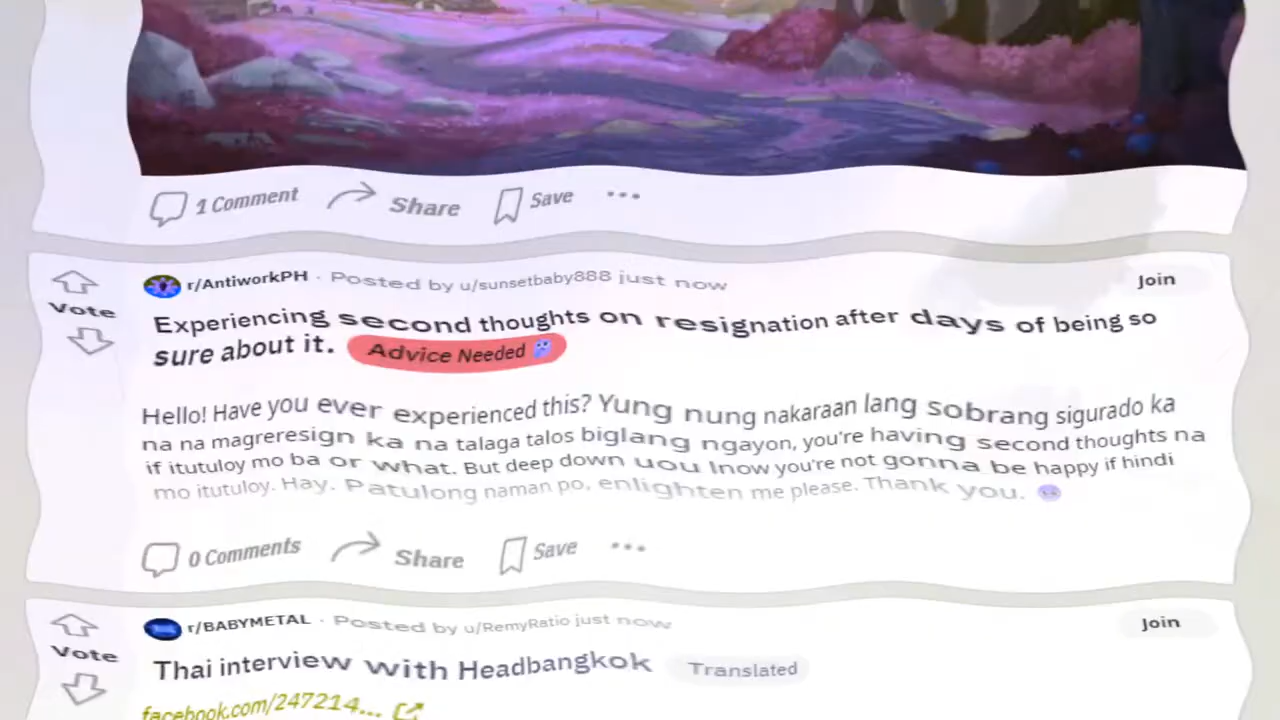 1 Comment Share Save •••
r/AntiworkPH · Posted by u/sunsetbaby888 just now
Join
Vote
Experiencing second thoughts on resignation after days of being so
sure about it. Advice Needed
Hello! Have you ever experienced this? Yung nung nakaraan lang sobrang sigurado ka
na na magreresign ka na talaga talos biglang ngayon, you're having second thoughts na
if itutuloy mo ba or what. But deep down uou lnow you're not gonna be happy if hindi
mo itutuloy. Hay. Patulong naman po, enlighten me please. Thank you.
0 Comments Share Save •••
r/BABYMETAL · Posted by u/RemyRatio just now
Join
Vote
Thai interview with Headbangkok Translated
facebook.com/247214...